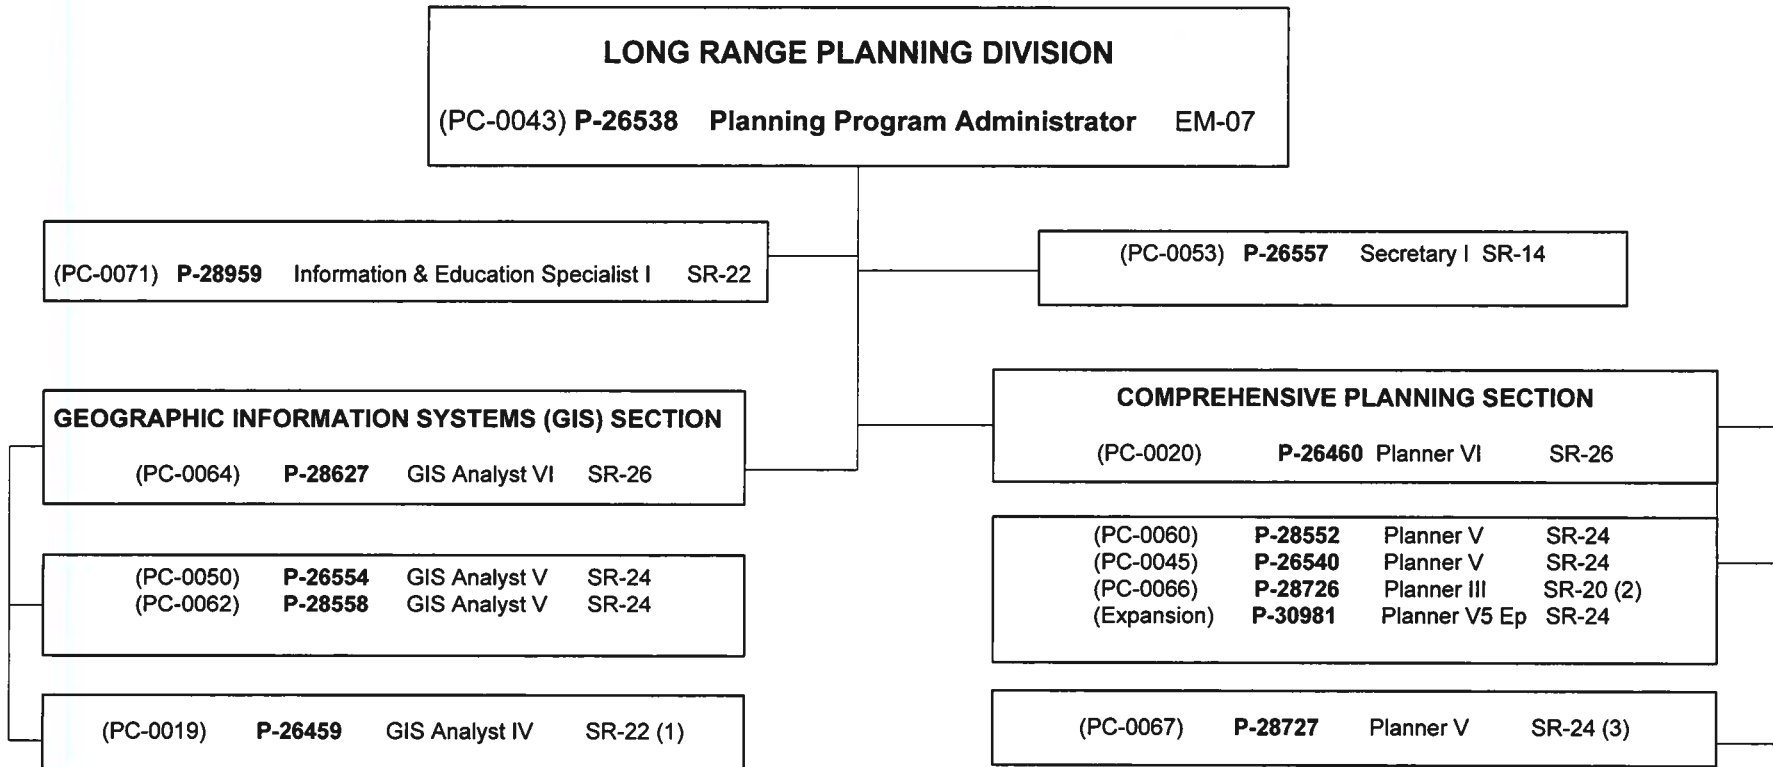 LONG RANGE PLANNING DIVISION
(PC-0043) P-26538 Planning Program Administrator EM-07
(PC-0071) P-28959 Information & Education Specialist I SR-22
(PC-0053) P-26557 Secretary I SR-14
GEOGRAPHIC INFORMATION SYSTEMS (GIS) SECTION
(PC-0064) P-28627 GIS Analyst VI SR-26
COMPREHENSIVE PLANNING SECTION
(PC-0020) P-26460 Planner VI SR-26
(PC-0050) P-26554 GIS Analyst V SR-24
(PC-0062) P-28558 GIS Analyst V SR-24
(PC-0060) P-28552 Planner V SR-24
(PC-0045) P-26540 Planner V SR-24
(PC-0066) P-28726 Planner III SR-20 (2)
(Expansion) P-30981 Planner V5 Ep SR-24
(PC-0019) P-26459 GIS Analyst IV SR-22 (1)
(PC-0067) P-28727 Planner V SR-24 (3)